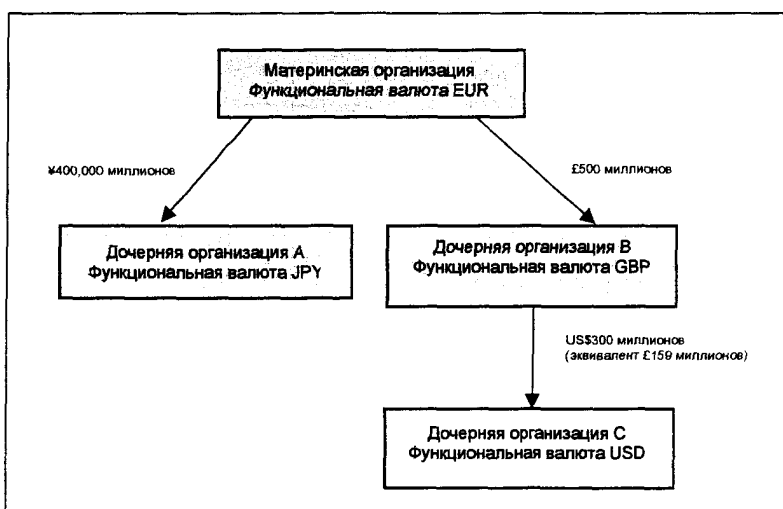 Материнская организация
Функциональная валюта EUR
¥400,000 миллионов
£500 миллионов
Дочерняя организация A
Функциональная валюта JPY
Дочерняя организация B
Функциональная валюта GBP
US$300 миллионов
(эквивалент £159 миллионов)
Дочерняя организация C
Функциональная валюта USD